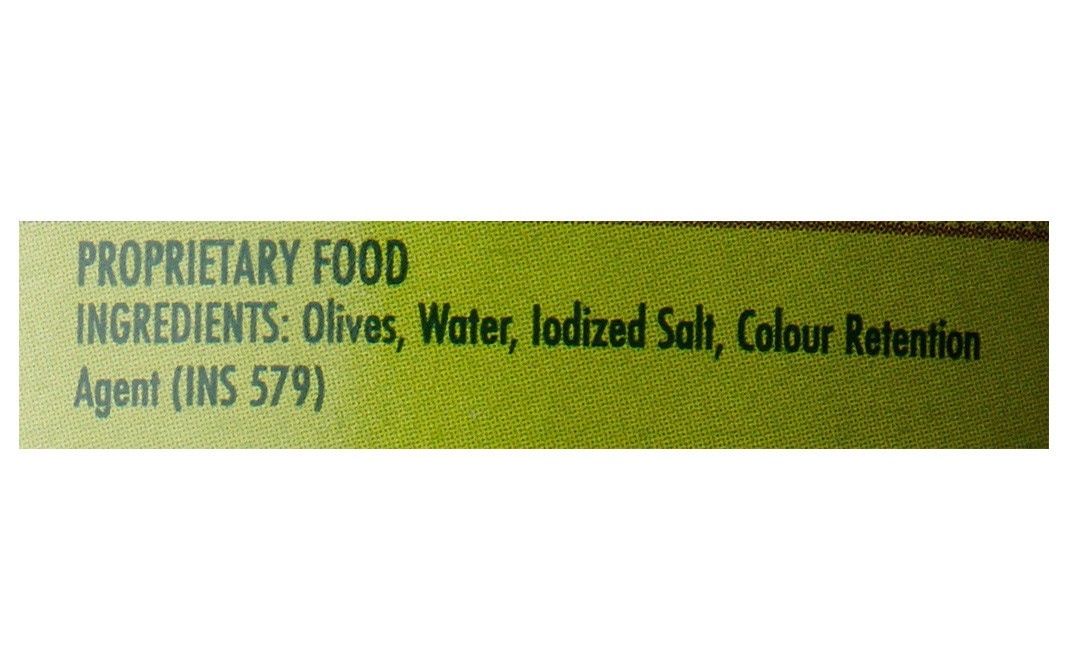 PROPRIETARY FOOD
INGREDIENTS: Olives, Water, Iodized Salt, Colour Retention
Agent (INS 579)